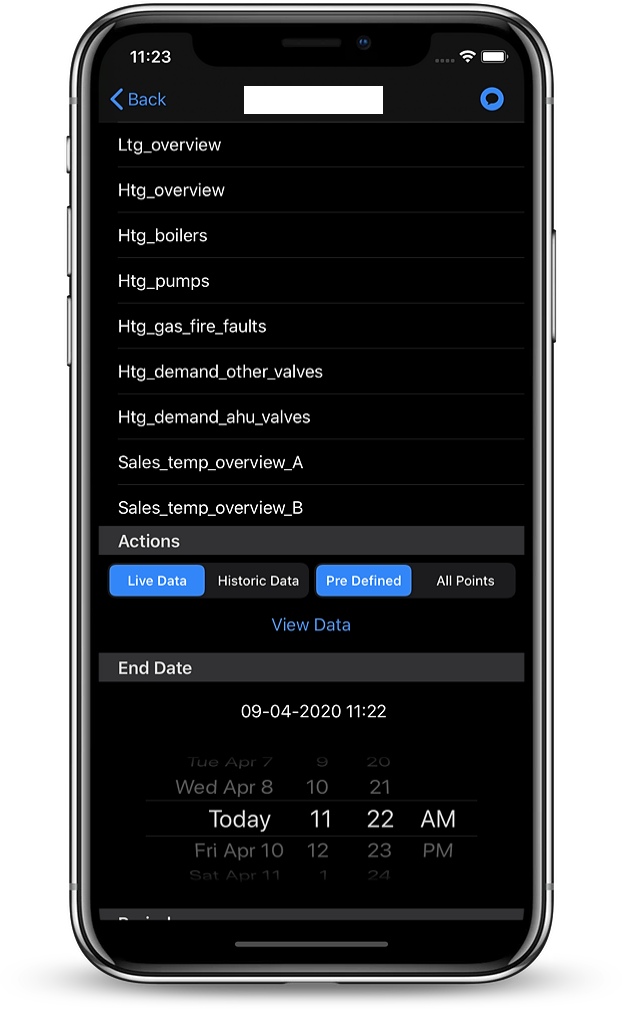 11:23
Back
Ltg_overview
Htg_overview
Htg_boilers
Htg_pumps
Htg_gas_fire_faults
Htg_demand_other_valves
Htg_demand_ahu_valves
Sales_temp_overview_A
Sales_temp_overview_B
Actions
Live Data Historic Data Pre Defined All Points
View Data
End Date
09-04-2020 11:22
Tue Apr 7 9 20
Wed Apr 8 10 21
Today 11 22 AM
Fri Apr 10 12 23 PM
Sat Apr 11 1 24